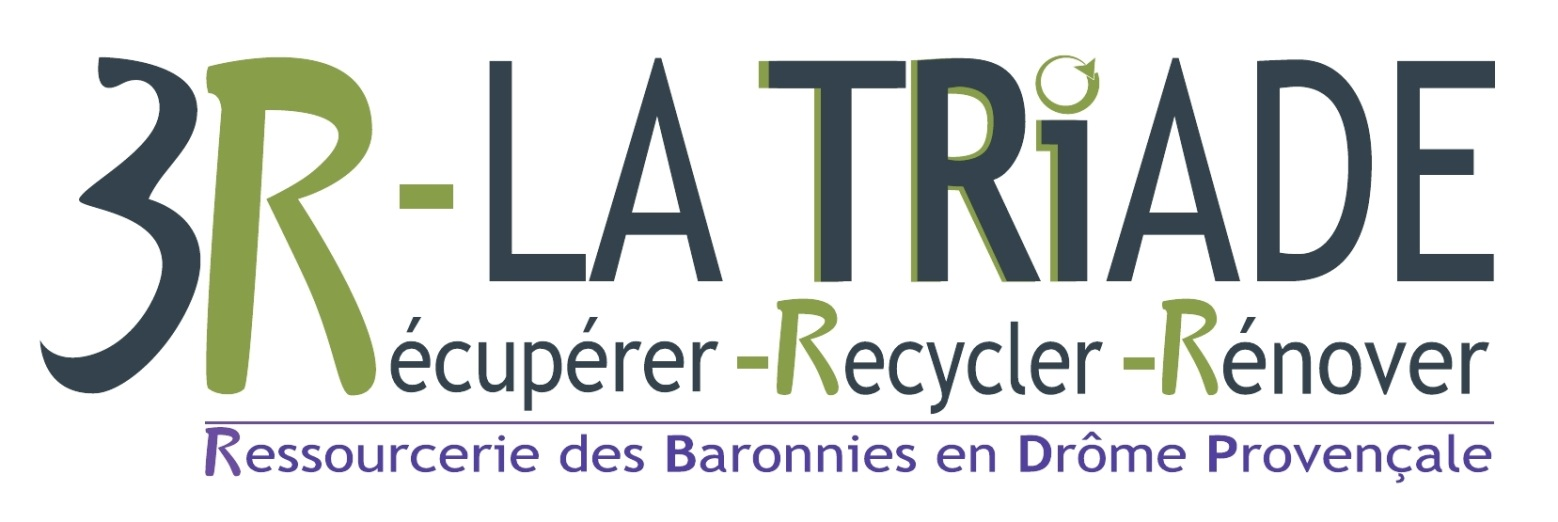 3R - LA TRiADE
Récupérer -Recycler -Rénover
Ressourcerie des Baronnies en Drôme Provençale